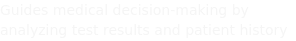 Guides medical decision-making by
analyzing test results and patient history